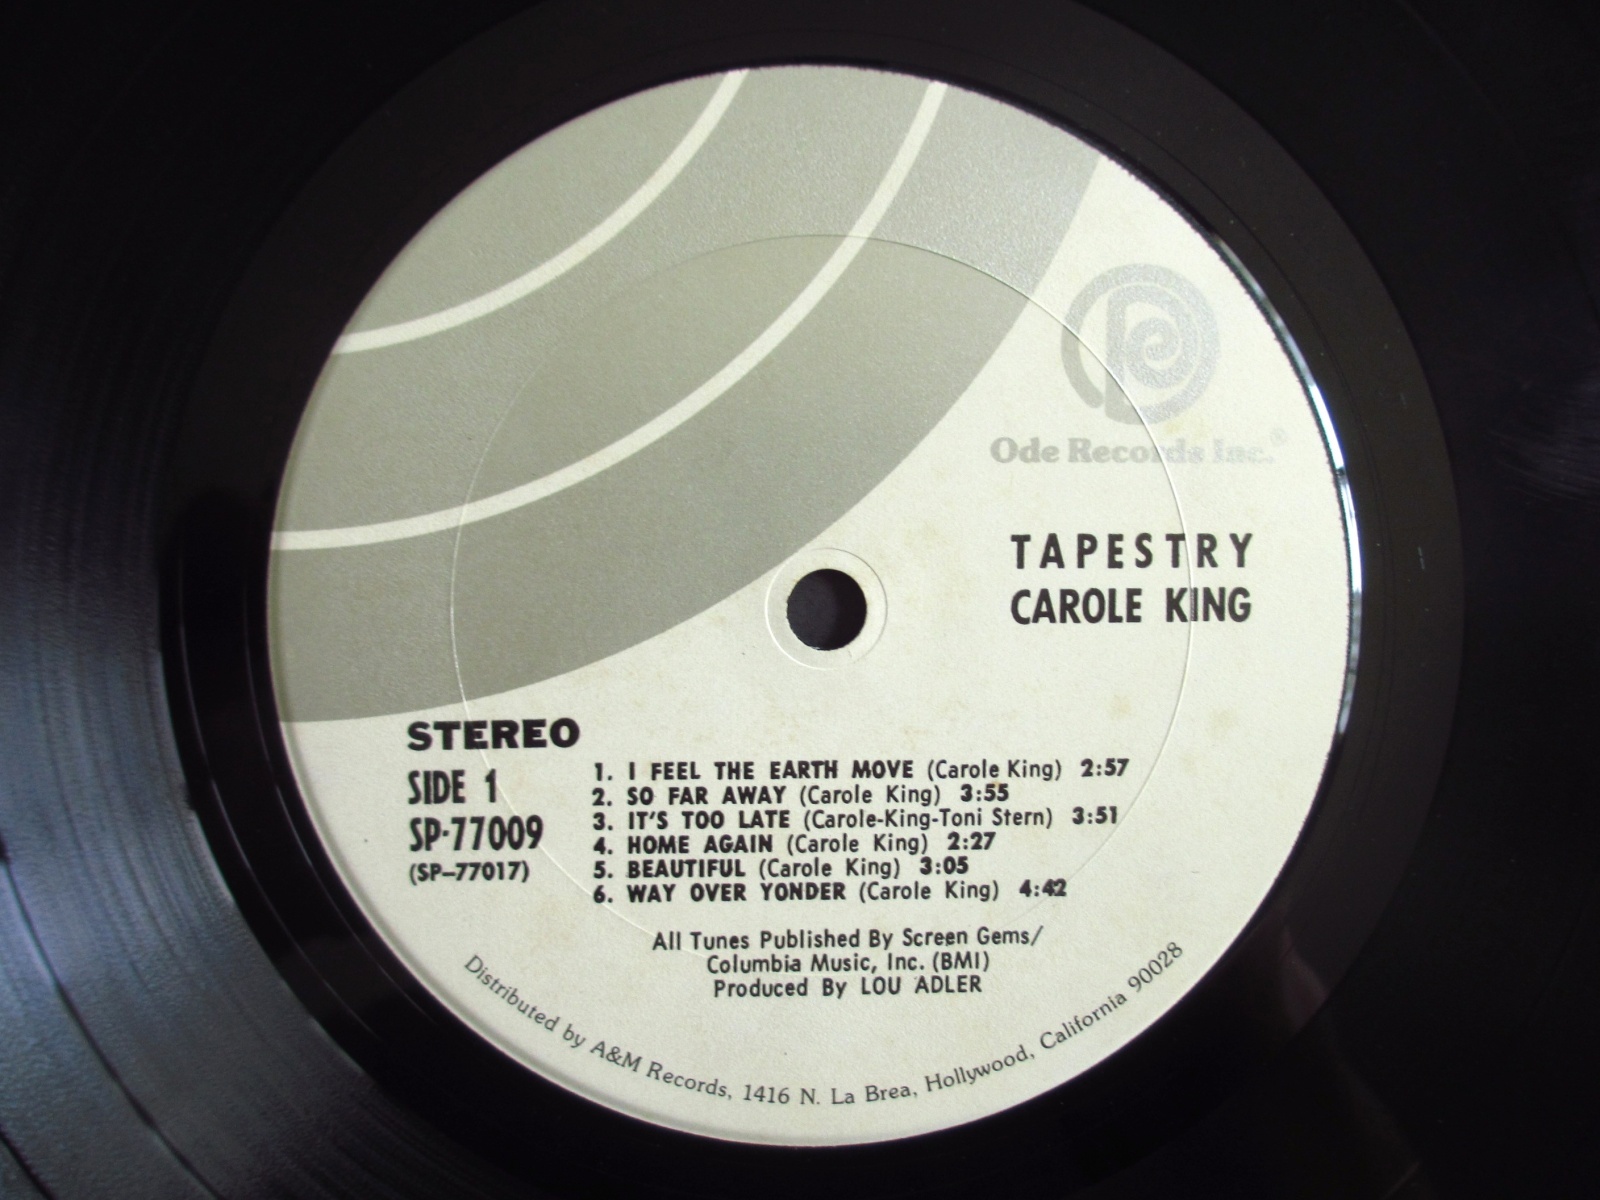 Ode Records Inc.®
TAPESTRY
CAROLE KING
STEREO
SIDE 1
SP-77009
(SP-77017)
1. I FEEL THE EARTH MOVE (Carole King) 2:57
2. SO FAR AWAY (Carole King) 3:55
3. IT'S TOO LATE (Carole-King-Toni Stern) 3:51
4. HOME AGAIN (Carole King) 2:27
5. BEAUTIFUL (Carole King) 3:05
6. WAY OVER YONDER (Carole King) 4:42
All Tunes Published By Screen Gems/
Columbia Music, Inc. (BMI)
Produced By LOU ADLER
Distributed by A&M Records, 1416 N. La Brea, Hollywood, California 90028